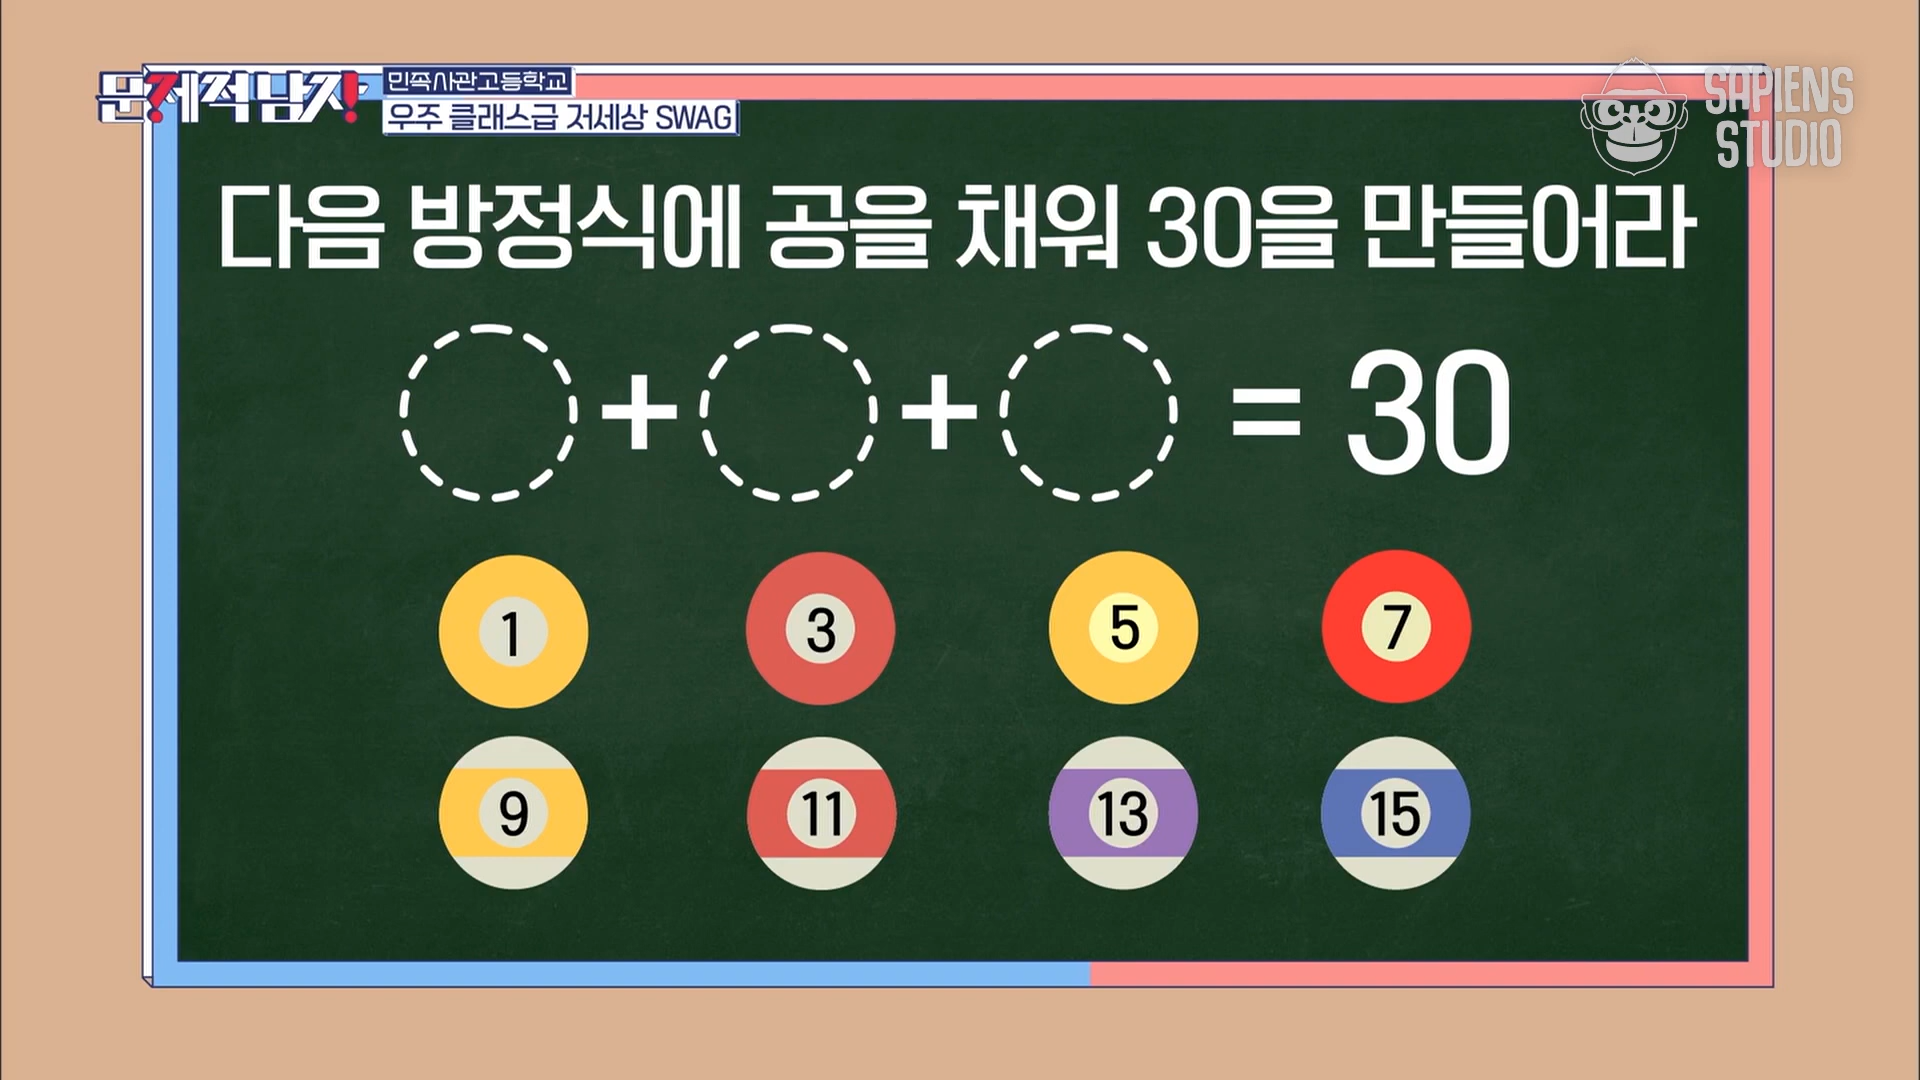 문제적 남자!
민족사관고등학교
우주 클래스급 저세상 SWAG
SAPIENS
STUDIO
다음 방정식에 공을 채워 30을 만들어라
+ + = 30
1 3 5 7
9 11 13 15